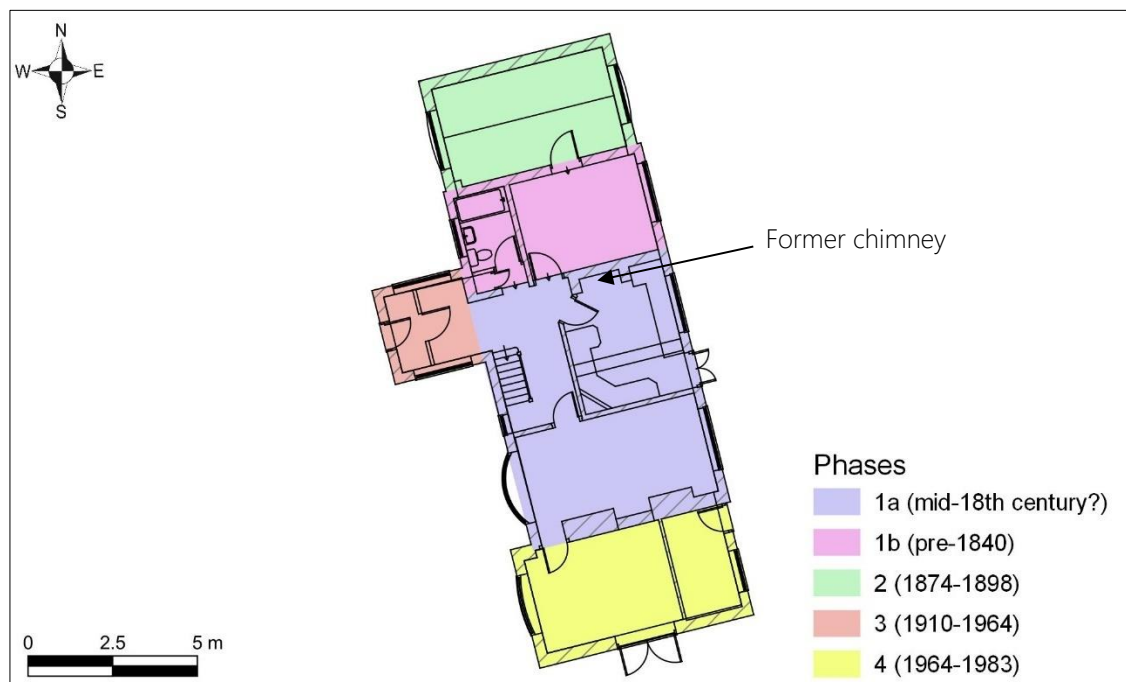 N
W E
S
Former chimney
Phases
1a (mid-18th century?)
1b (pre-1840)
2 (1874-1898)
3 (1910-1964)
4 (1964-1983)
0 2.5 5 m